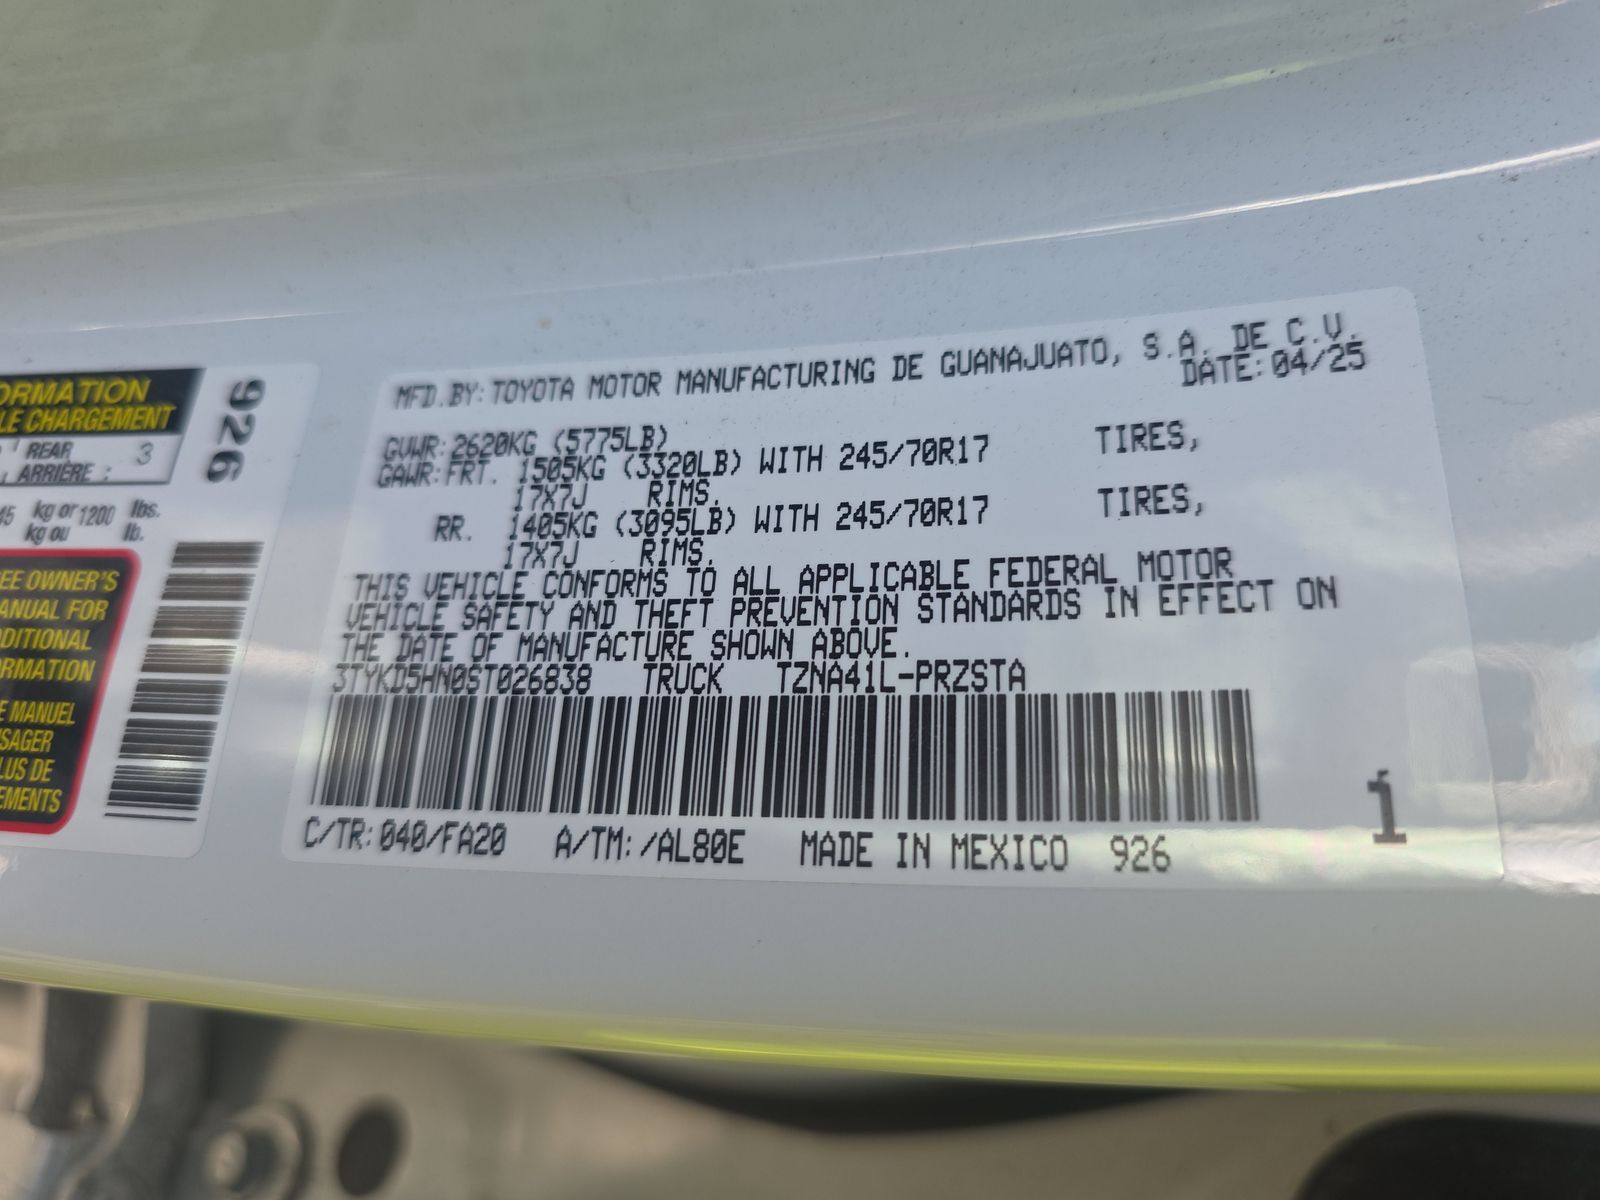 ORMATION
LE CHARGEMENT
REAR
ARRIÈRE : 3
kg or 1200 lbs.
kg ou lb.
EE OWNER'S
ANUAL FOR
DDITIONAL
RMATION
E MANUEL
SAGER
LUS DE
EMENTS
926
MFD. BY: TOYOTA MOTOR MANUFACTURING DE GUANAJUATO, S.A. DE C.V.
DATE: 04/25
GVWR: 2620KG (5775LB)
GAWR: FRT. 1505KG (3320LB) WITH 245/70R17 TIRES,
17X7J RIMS.
RR. 1405KG (3095LB) WITH 245/70R17 TIRES,
17X7J RIMS.
THIS VEHICLE CONFORMS TO ALL APPLICABLE FEDERAL MOTOR
VEHICLE SAFETY AND THEFT PREVENTION STANDARDS IN EFFECT ON
THE DATE OF MANUFACTURE SHOWN ABOVE.
3TYKD5HN0ST026838 TRUCK TZNA41L-PRZSTA
C/TR: 040/FA20 A/TM: /AL80E MADE IN MEXICO 926
1